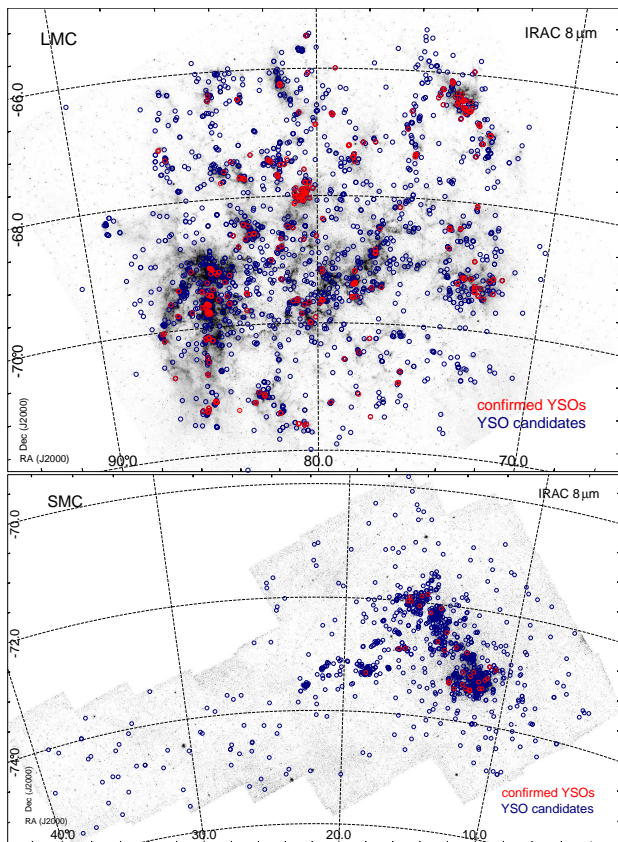 LMC
IRAC 8 μm
-66.0
-68.0
-70.0
confirmed YSOs
YSO candidates
Dec (J2000)
RA (J2000)
90.0
80.0
70.0
SMC
IRAC 8 μm
-70.0
-72.0
-74.0
confirmed YSOs
YSO candidates
Dec (J2000)
RA (J2000)
40.0
30.0
20.0
10.0